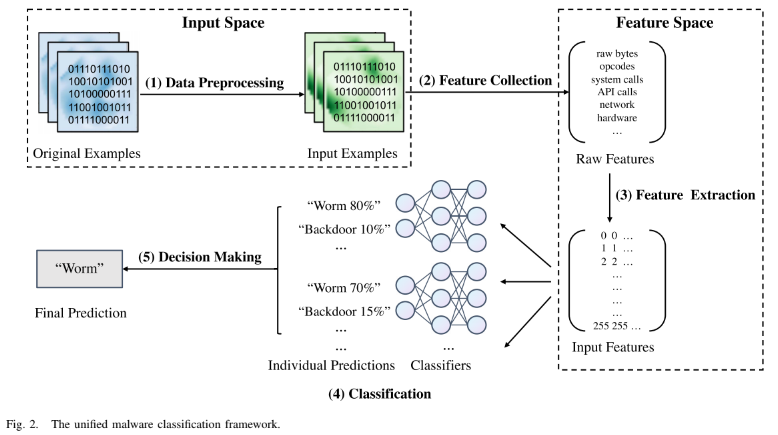 Input Space
01110111010
10010101001
10100000111
11001001011
01111000011
Original Examples
(1) Data Preprocessing
01110111010
10010101001
10100000111
11001001011
01111000011
Input Examples
(2) Feature Collection
Feature Space
raw bytes
opcodes
system calls
API calls
network
hardware
...
Raw Features
(3) Feature Extraction
0 0 ...
1 1 ...
2 2 ...
...
...
...
...
255 255 ...
Input Features
“Worm 80%”
“Backdoor 10%”
...
“Worm 70%”
“Backdoor 15%”
...
...
Individual Predictions
...
Classifiers
(4) Classification
(5) Decision Making
“Worm”
Final Prediction
Fig. 2. The unified malware classification framework.